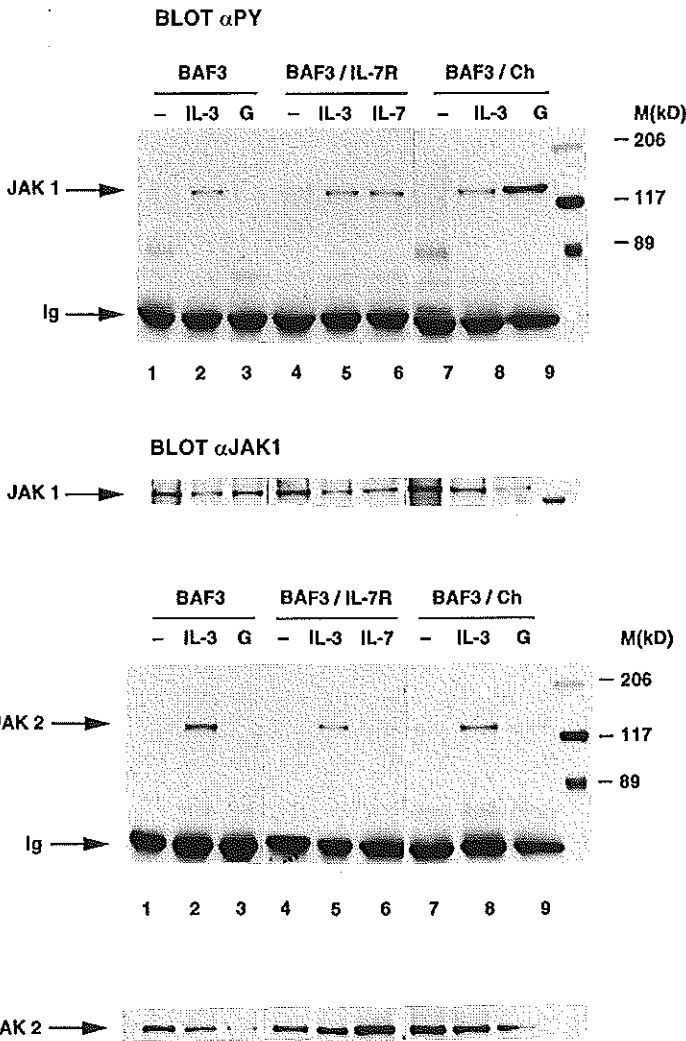 BLOT αPY
BAF3 BAF3 / IL-7R BAF3 / Ch
– IL-3 G – IL-3 IL-7 – IL-3 G M(kD)
– 206
JAK 1
– 117
– 89
Ig
1 2 3 4 5 6 7 8 9
BLOT αJAK1
JAK 1
BAF3 BAF3 / IL-7R BAF3 / Ch
– IL-3 G – IL-3 IL-7 – IL-3 G M(kD)
– 206
AK 2
– 117
– 89
Ig
1 2 3 4 5 6 7 8 9
AK 2